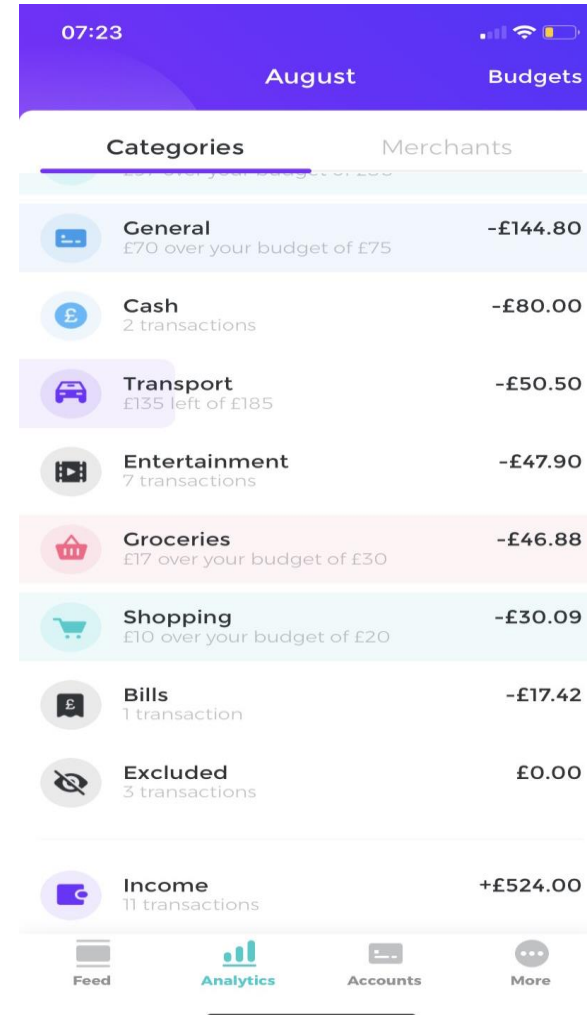 07:23
August
Budgets
Categories
Merchants
General
-£144.80
£70 over your budget of £75
Cash
-£80.00
2 transactions
Transport
-£50.50
£135 left of £185
Entertainment
-£47.90
7 transactions
Groceries
-£46.88
£17 over your budget of £30
Shopping
-£30.09
£10 over your budget of £20
Bills
-£17.42
1 transaction
Excluded
£0.00
3 transactions
Income
+£524.00
11 transactions
Feed
Analytics
Accounts
More